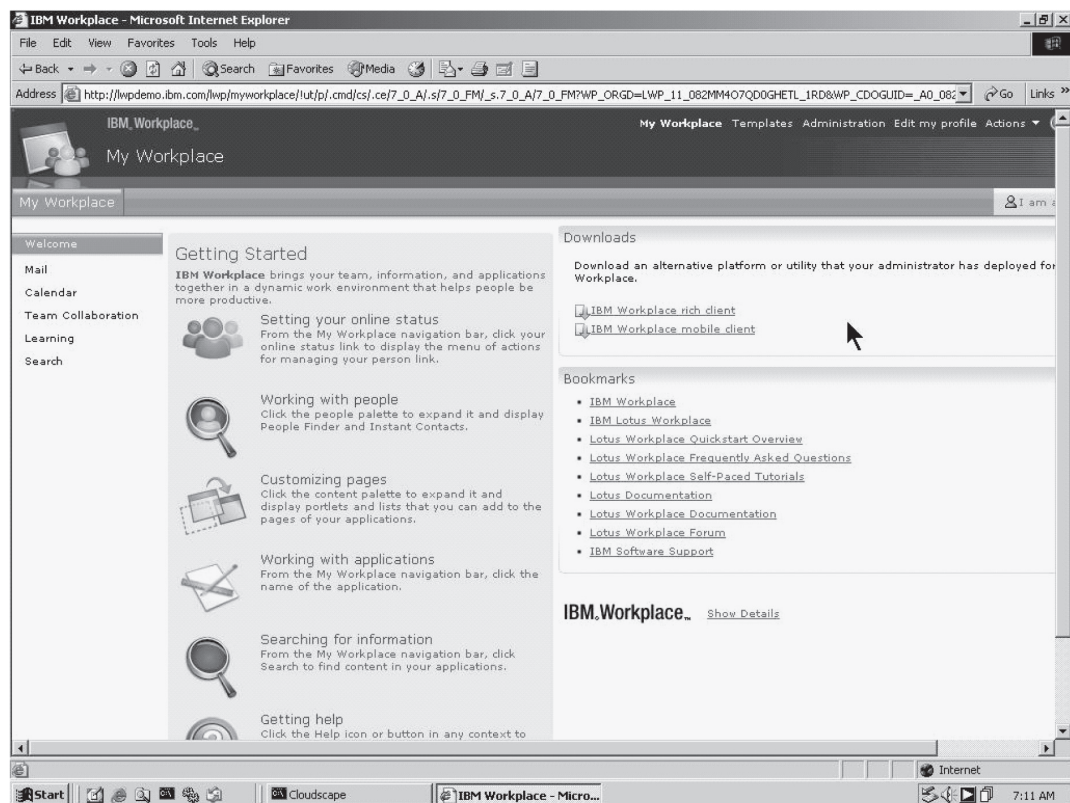 IBM Workplace - Microsoft Internet Explorer
File Edit View Favorites Tools Help
Back Search Favorites Media
Address http://lwpdemo.ibm.com/lwp/myworkplace/!ut/p/.cmd/cs/.ce/7_0_A/.s/7_0_FM/_s.7_0_A/7_0_FM?WP_ORGD=LWP_11_082MM4O7QD0GHETL_1RD&WP_CDOGUID=_A0_082 Go Links »
IBM Workplace
My Workplace Templates Administration Edit my profile Actions
My Workplace
My Workplace
I am a
Welcome
Mail
Calendar
Team Collaboration
Learning
Search
Getting Started
IBM Workplace brings your team, information, and applications
together in a dynamic work environment that helps people be
more productive.
Setting your online status
From the My Workplace navigation bar, click your
online status link to display the menu of actions
for managing your person link.
Working with people
Click the people palette to expand it and display
People Finder and Instant Contacts.
Customizing pages
Click the content palette to expand it and
display portlets and lists that you can add to the
pages of your applications.
Working with applications
From the My Workplace navigation bar, click the
name of the application.
Searching for information
From the My Workplace navigation bar, click
Search to find content in your applications.
Getting help
Click the Help icon or button in any context to
Downloads
Download an alternative platform or utility that your administrator has deployed for
Workplace.
IBM Workplace rich client
IBM Workplace mobile client
Bookmarks
IBM Workplace
IBM Lotus Workplace
Lotus Workplace Quickstart Overview
Lotus Workplace Frequently Asked Questions
Lotus Workplace Self-Paced Tutorials
Lotus Documentation
Lotus Workplace Documentation
Lotus Workplace Forum
IBM Software Support
IBM Workplace Show Details
Internet
Start Cloudscape IBM Workplace - Micro... 7:11 AM